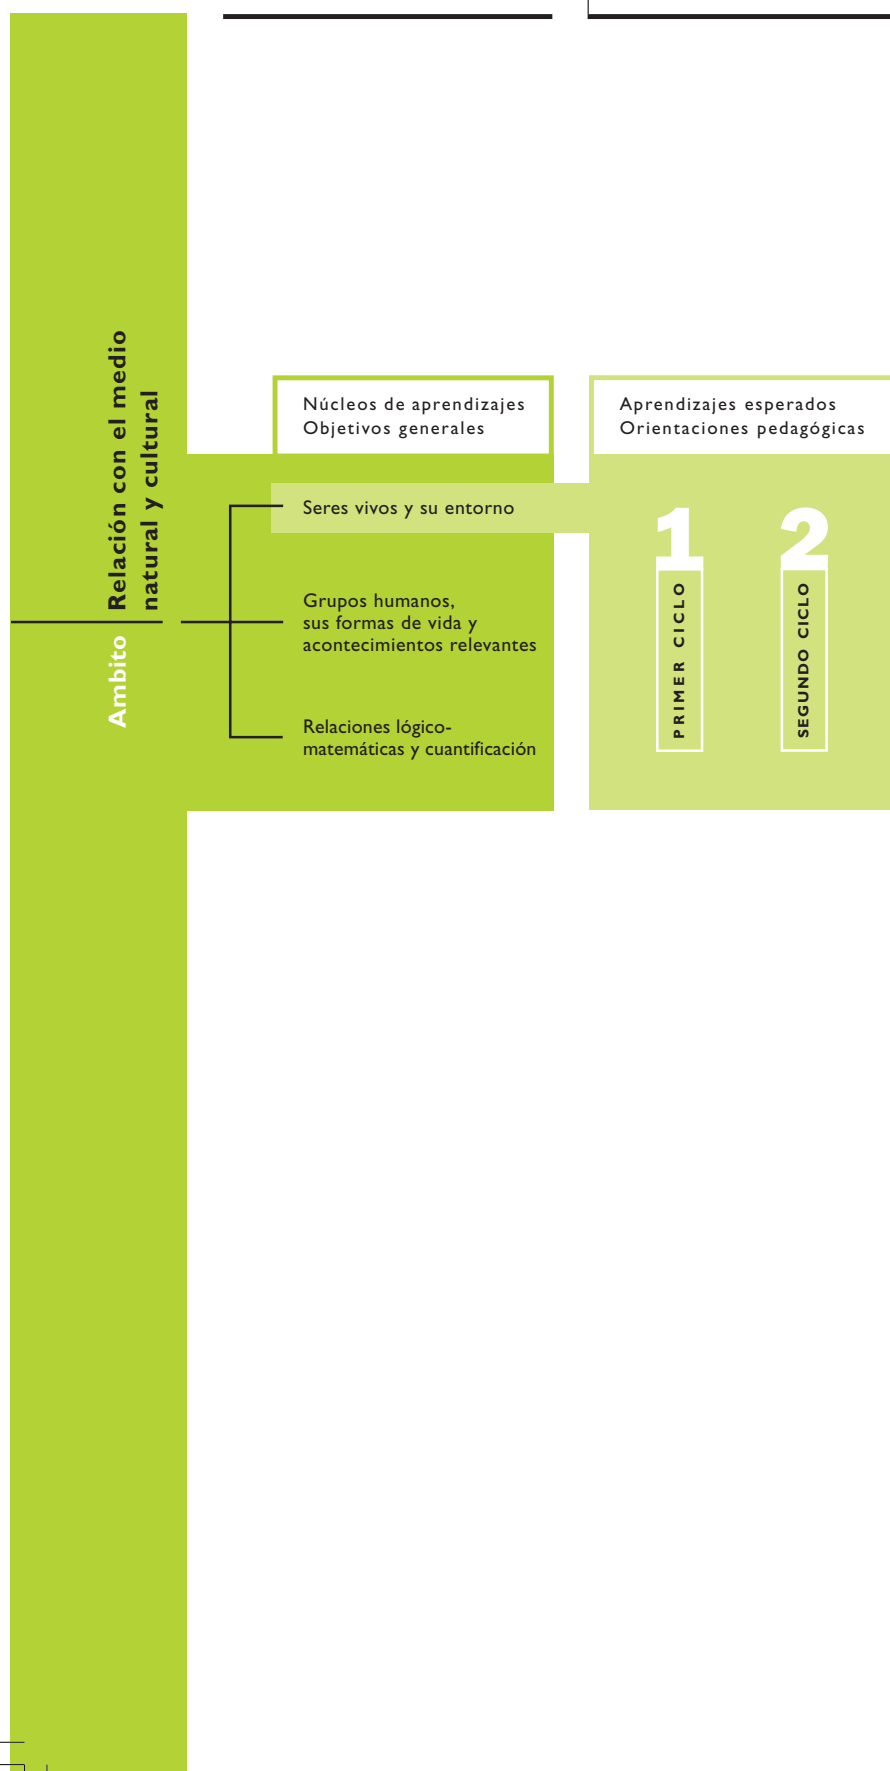 Ambito Relación con el medio
natural y cultural
Núcleos de aprendizajes
Objetivos generales
Seres vivos y su entorno
Grupos humanos,
sus formas de vida y
acontecimientos relevantes
Relaciones lógico-
matemáticas y cuantificación
Aprendizajes esperados
Orientaciones pedagógicas
1
PRIMER CICLO
2
SEGUNDO CICLO